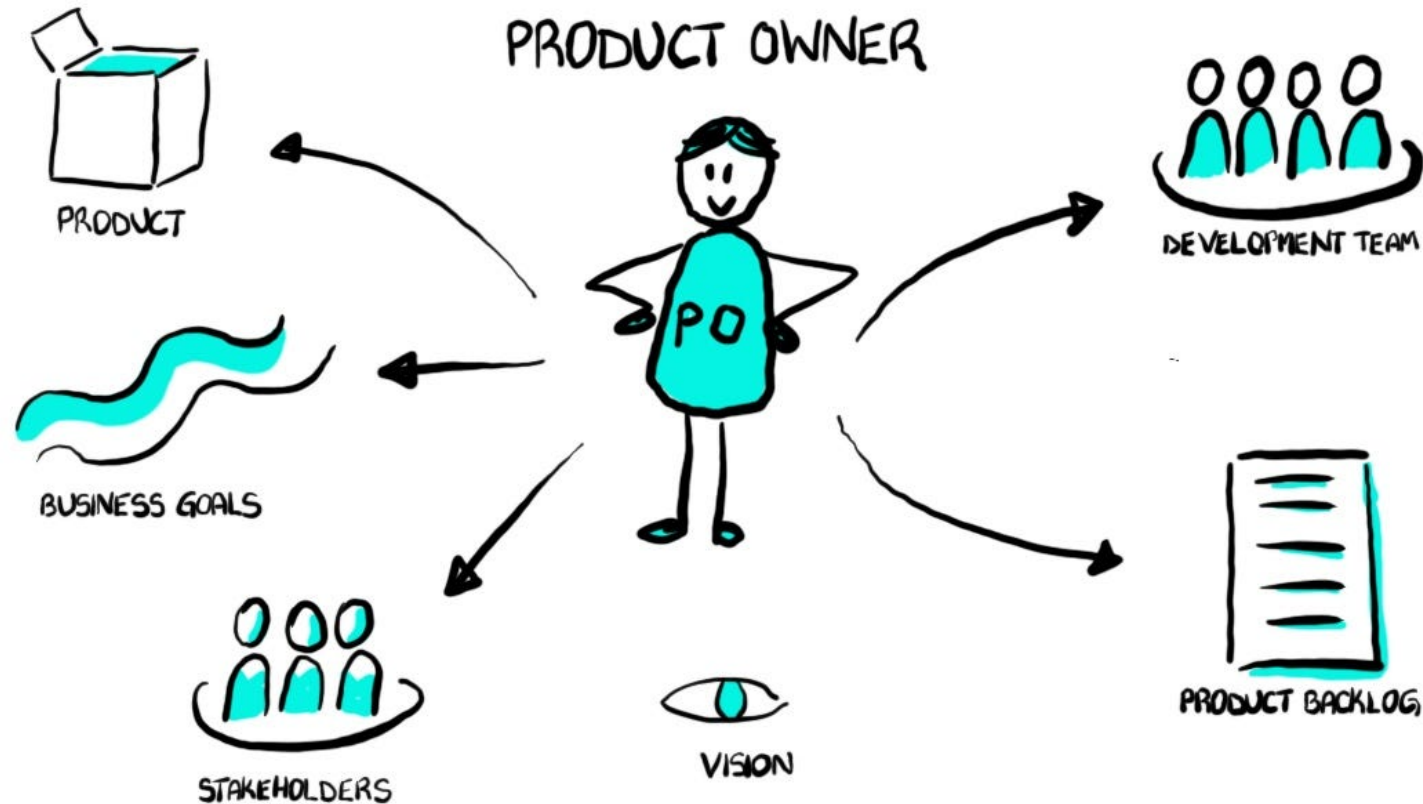 PRODUCT OWNER
PRODUCT
DEVELOPMENT TEAM
PO
BUSINESS GOALS
PRODUCT BACKLOG
STAKEHOLDERS
VISION